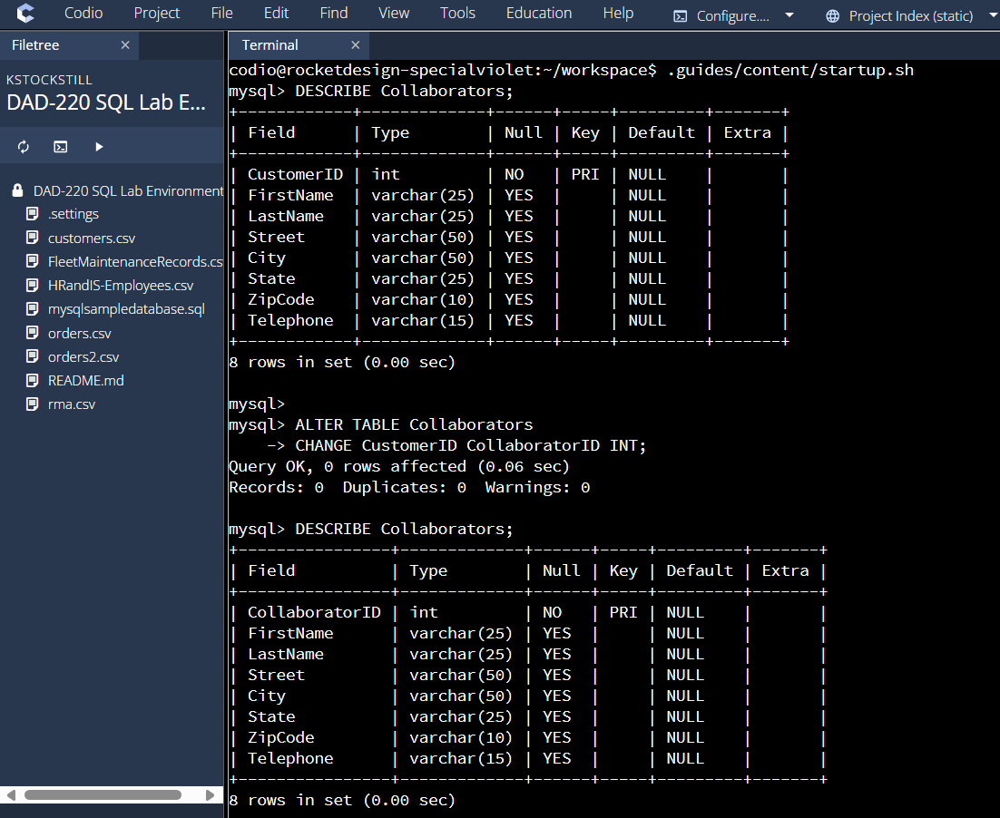 Codio Project File Edit Find View Tools Education Help Configure.... Project Index (static)
Filetree ×
KSTOCKSTILL
DAD-220 SQL Lab E...
DAD-220 SQL Lab Environment
.settings
customers.csv
FleetMaintenanceRecords.cs
HRandIS-Employees.csv
mysqlsampledatabase.sql
orders.csv
orders2.csv
README.md
rma.csv
Terminal ×
codio@rocketdesign-specialviolet:~/workspace$ .guides/content/startup.sh
mysql> DESCRIBE Collaborators;
+------------+-------------+------+-----+---------+-------+
| Field      | Type        | Null | Key | Default | Extra |
+------------+-------------+------+-----+---------+-------+
| CustomerID | int         | NO   | PRI | NULL    |       |
| FirstName  | varchar(25) | YES  |     | NULL    |       |
| LastName   | varchar(25) | YES  |     | NULL    |       |
| Street     | varchar(50) | YES  |     | NULL    |       |
| City       | varchar(50) | YES  |     | NULL    |       |
| State      | varchar(25) | YES  |     | NULL    |       |
| ZipCode    | varchar(10) | YES  |     | NULL    |       |
| Telephone  | varchar(15) | YES  |     | NULL    |       |
+------------+-------------+------+-----+---------+-------+
8 rows in set (0.00 sec)
mysql>
mysql> ALTER TABLE Collaborators
    -> CHANGE CustomerID CollaboratorID INT;
Query OK, 0 rows affected (0.06 sec)
Records: 0  Duplicates: 0  Warnings: 0
mysql> DESCRIBE Collaborators;
+----------------+-------------+------+-----+---------+-------+
| Field          | Type        | Null | Key | Default | Extra |
+----------------+-------------+------+-----+---------+-------+
| CollaboratorID | int         | NO   | PRI | NULL    |       |
| FirstName      | varchar(25) | YES  |     | NULL    |       |
| LastName       | varchar(25) | YES  |     | NULL    |       |
| Street         | varchar(50) | YES  |     | NULL    |       |
| City           | varchar(50) | YES  |     | NULL    |       |
| State          | varchar(25) | YES  |     | NULL    |       |
| ZipCode        | varchar(10) | YES  |     | NULL    |       |
| Telephone      | varchar(15) | YES  |     | NULL    |       |
+----------------+-------------+------+-----+---------+-------+
8 rows in set (0.00 sec)